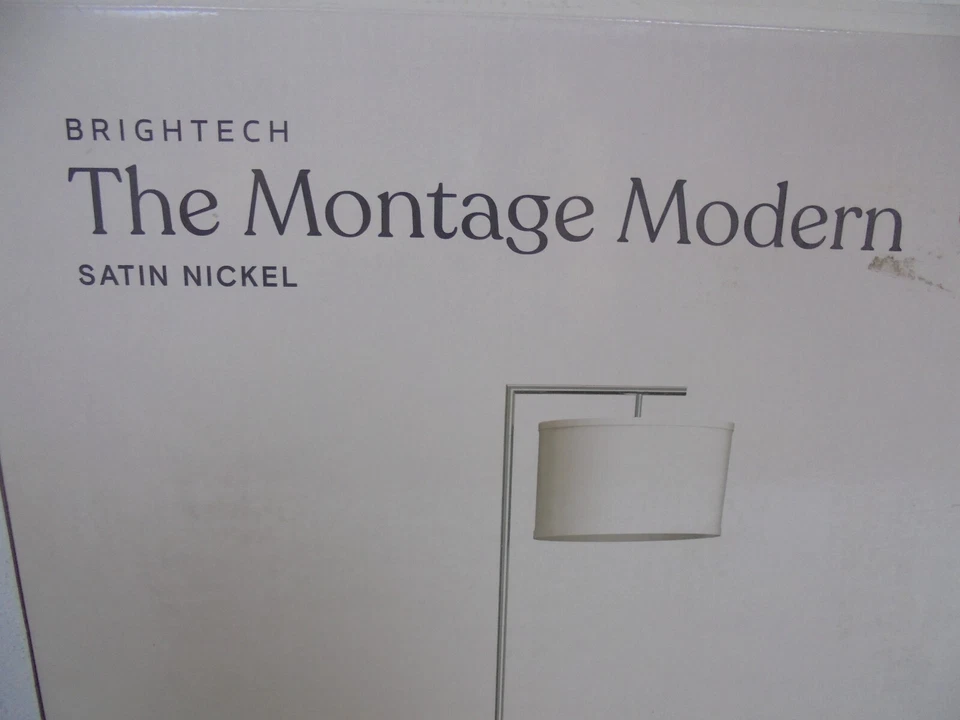 BRIGHTECH
The Montage Modern
SATIN NICKEL